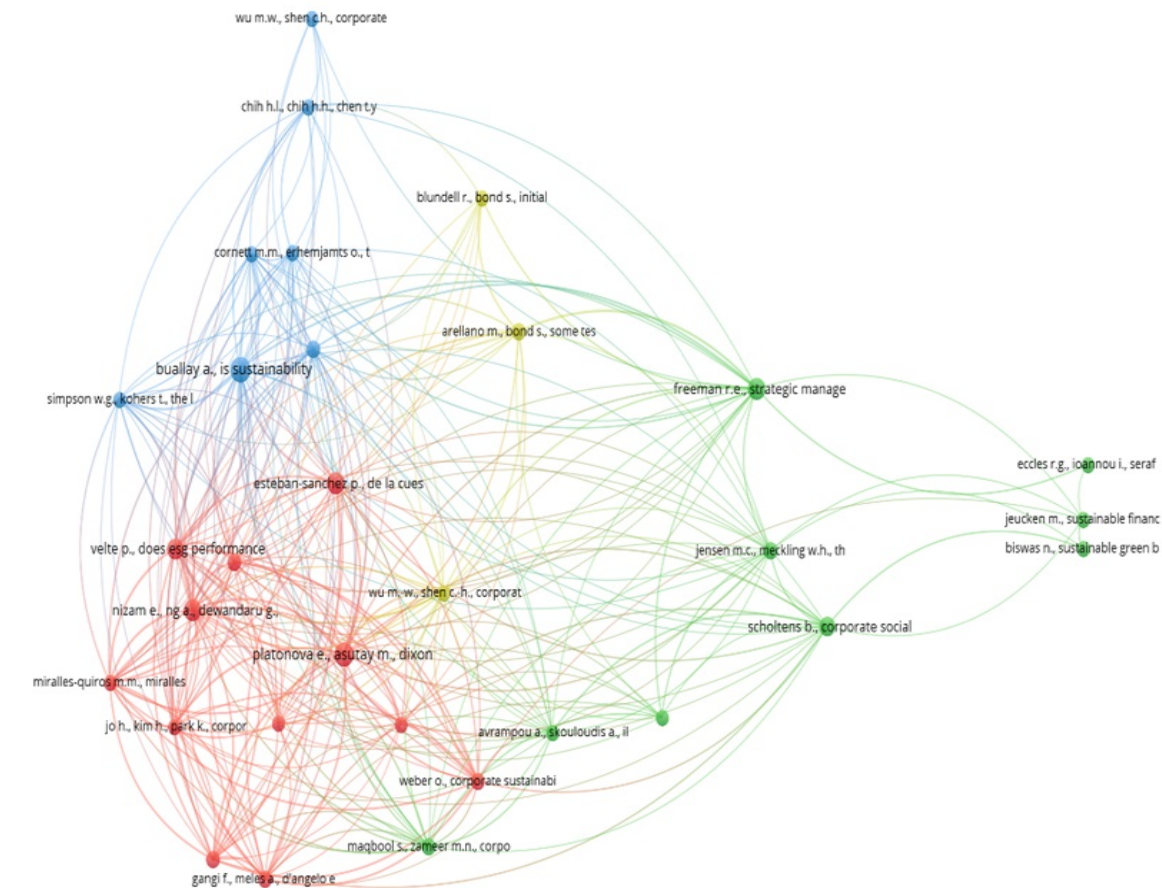 wu m.w., shen c.h., corporate
chih h.l., chih h.h., chen t.y
blundell r., bond s., initial
cornett m.m., erhemjamts o., t
arellano m., bond s., some tes
buallay a., is sustainability
freeman r.e., strategic manage
simpson w.g., kohers t., the l
eccles r.g., ioannou i., seraf
esteban-sanchez p., de la cues
jeucken m., sustainable financ
velte p., does esg performance
jensen m.c., meckling w.h., th
biswas n., sustainable green b
wu m.-w., shen c.-h., corporat
nizam e., ng a., dewandaru g.,
scholtens b., corporate social
platonova e., asutay m., dixon
miralles-quiros m.m., miralles
jo h., kim h., park k., corpor
avrampou a., skouloudis a., il
weber o., corporate sustainabi
maqbool s., zameer m.n., corpo
gangi f., meles a., d'angelo e